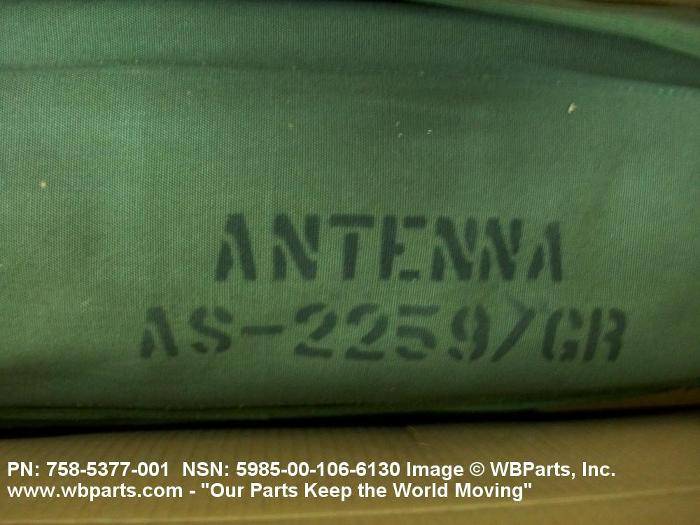 ANTENNA
AS-2259/GR
PN: 758-5377-001 NSN: 5985-00-106-6130 Image © WBParts, Inc.
www.wbparts.com - "Our Parts Keep the World Moving"